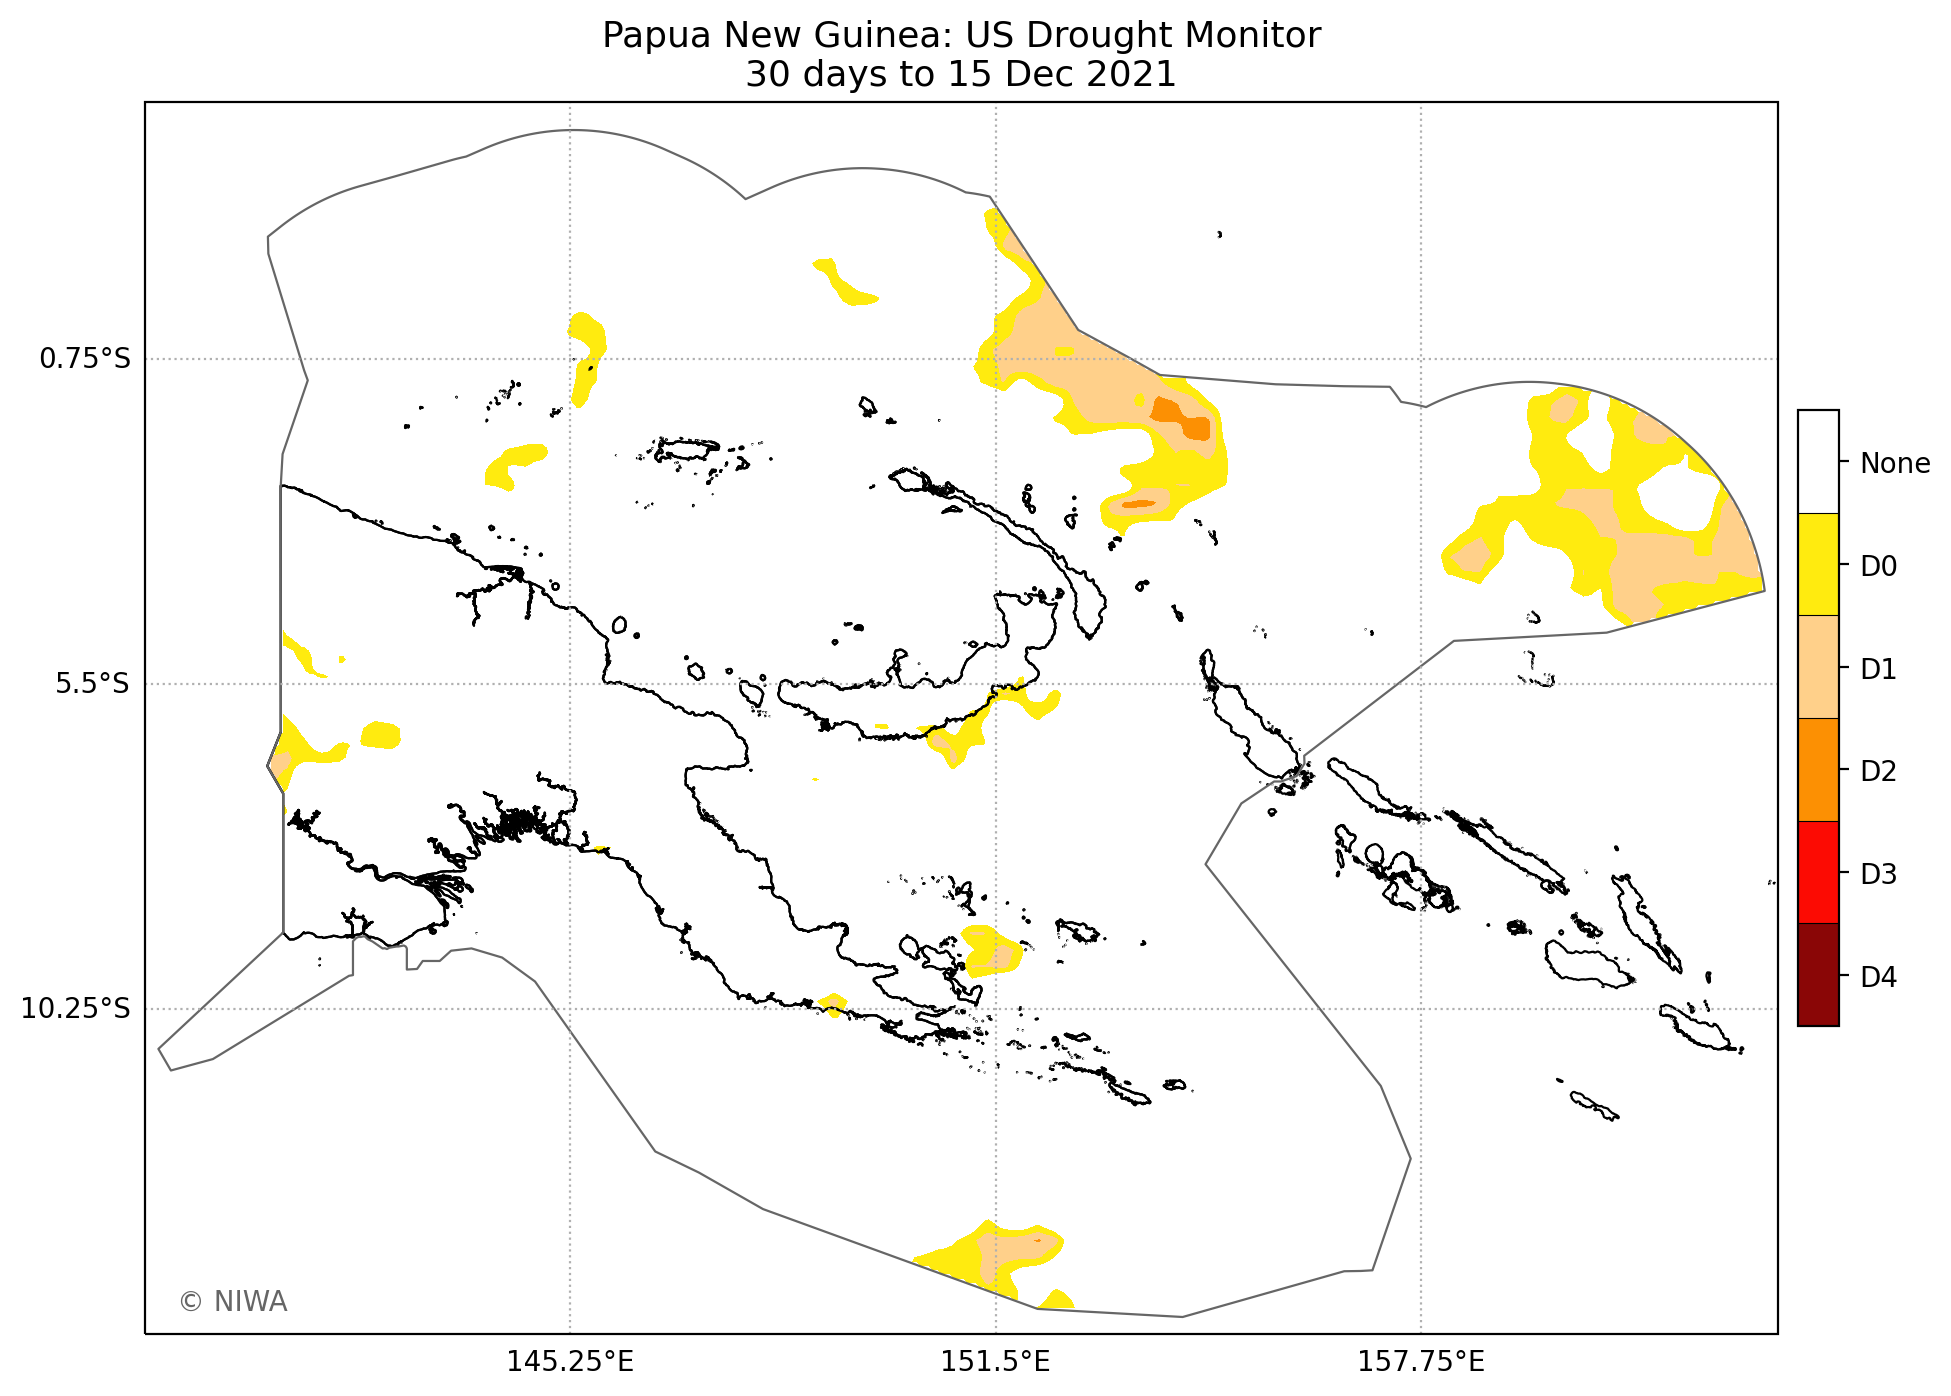 Papua New Guinea: US Drought Monitor
30 days to 15 Dec 2021
0.75°S
5.5°S
10.25°S
145.25°E
151.5°E
157.75°E
None
D0
D1
D2
D3
D4
© NIWA